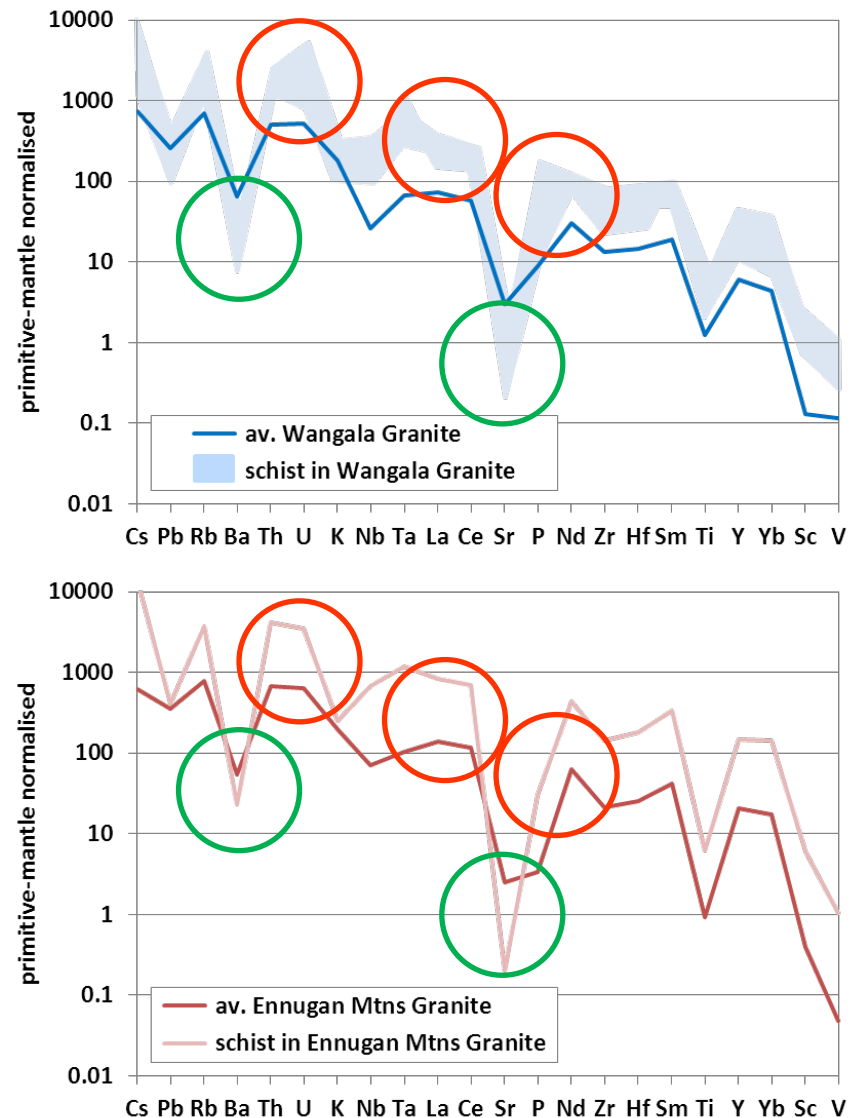 primitive-mantle normalised
10000
1000
100
10
1
0.1
0.01
av. Wangala Granite
schist in Wangala Granite
Cs Pb Rb Ba Th U K Nb Ta La Ce Sr P Nd Zr Hf Sm Ti Y Yb Sc V
primitive-mantle normalised
10000
1000
100
10
1
0.1
0.01
av. Ennugan Mtns Granite
schist in Ennugan Mtns Granite
Cs Pb Rb Ba Th U K Nb Ta La Ce Sr P Nd Zr Hf Sm Ti Y Yb Sc V